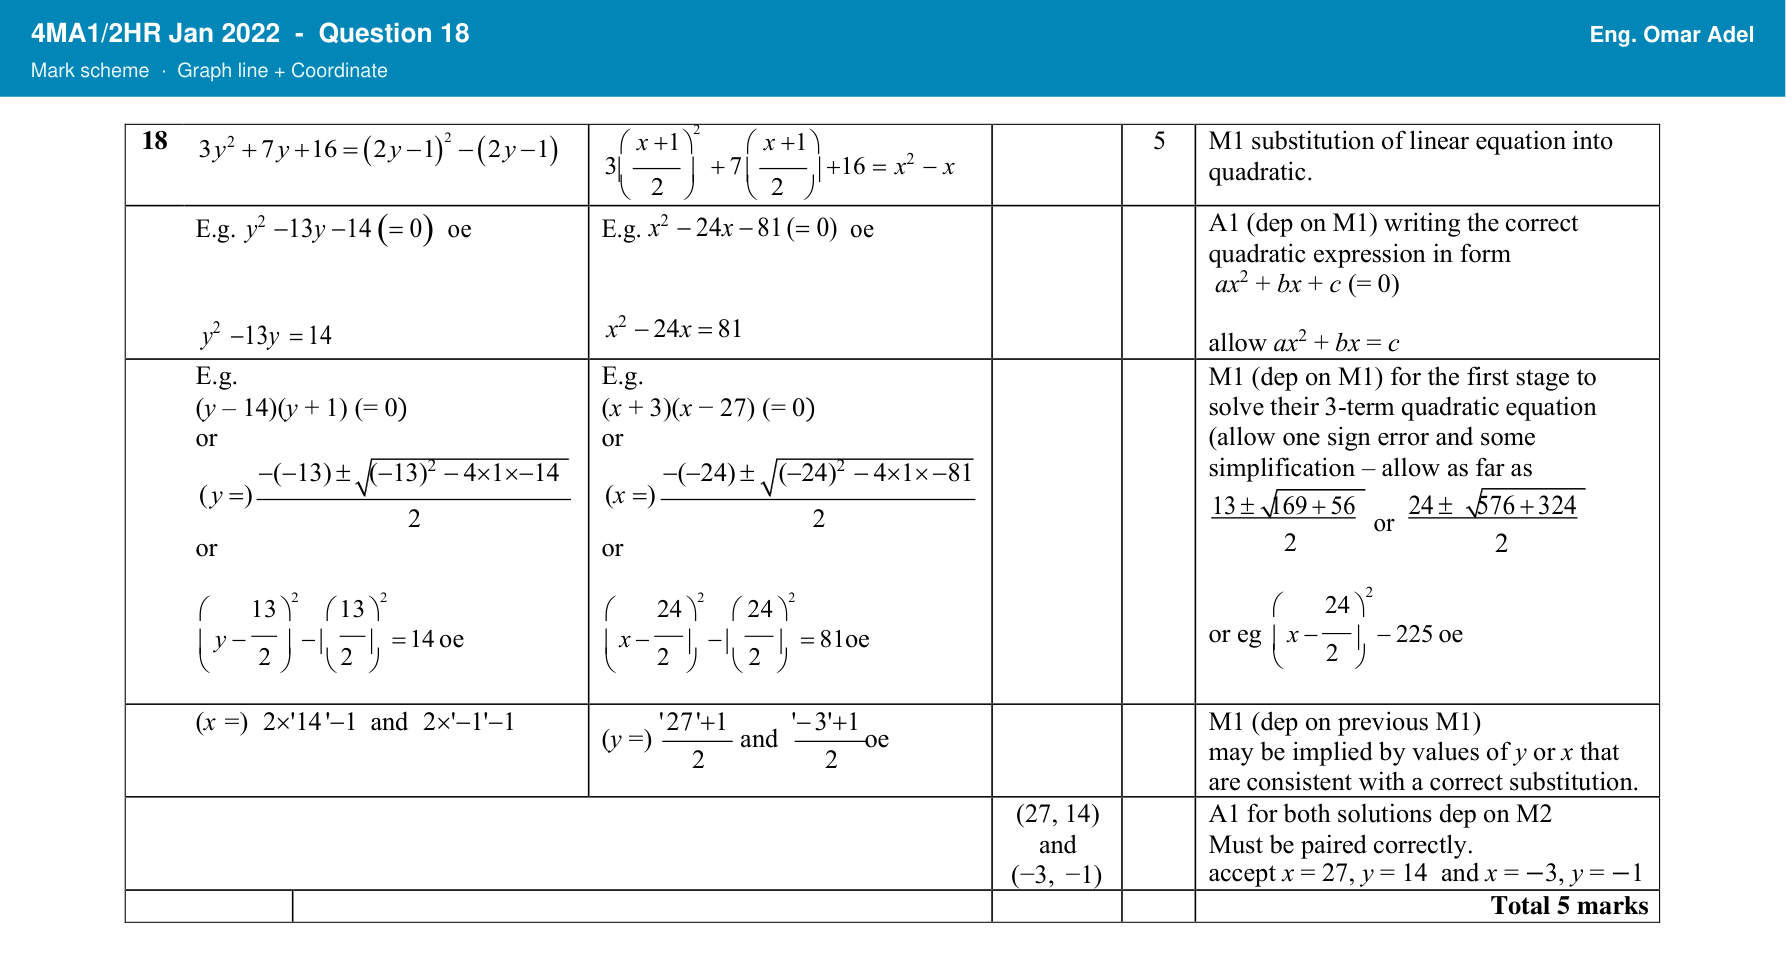 4MA1/2HR Jan 2022 - Question 18
Eng. Omar Adel
Mark scheme · Graph line + Coordinate
18 3y² + 7y + 16 = (2y − 1)² − (2y − 1)
3((x + 1)/2)² + 7((x + 1)/2) + 16 = x² − x
5
M1 substitution of linear equation into
quadratic.
E.g. y² − 13y − 14 (= 0) oe
y² − 13y = 14
E.g. x² − 24x − 81 (= 0) oe
x² − 24x = 81
A1 (dep on M1) writing the correct
quadratic expression in form
ax² + bx + c (= 0)
allow ax² + bx = c
E.g.
(y – 14)(y + 1) (= 0)
or
(y =) (−(−13) ± √((−13)² − 4×1×−14))/2
or
(y − 13/2)² − (13/2)² = 14 oe
E.g.
(x + 3)(x − 27) (= 0)
or
(x =) (−(−24) ± √((−24)² − 4×1×−81))/2
or
(x − 24/2)² − (24/2)² = 81 oe
M1 (dep on M1) for the first stage to
solve their 3-term quadratic equation
(allow one sign error and some
simplification – allow as far as
(13 ± √(169 + 56))/2 or (24 ± √(576 + 324))/2
or eg (x − 24/2)² − 225 oe
(x =) 2×'14'−1 and 2×'−1'−1
(y =) ('27'+1)/2 and ('−3'+1)/2 oe
M1 (dep on previous M1)
may be implied by values of y or x that
are consistent with a correct substitution.
(27, 14)
and
(−3, −1)
A1 for both solutions dep on M2
Must be paired correctly.
accept x = 27, y = 14 and x = −3, y = −1
Total 5 marks